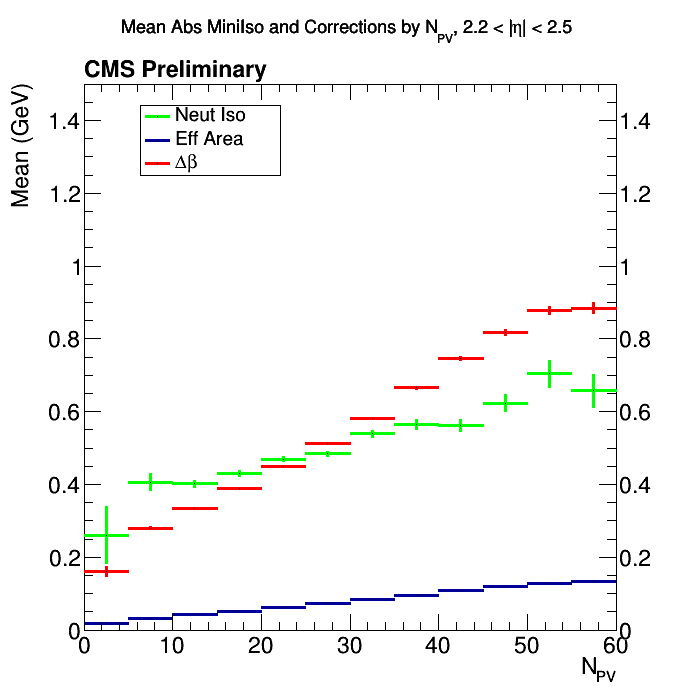 Mean Abs MiniIso and Corrections by N_PV, 2.2 < |η| < 2.5
CMS Preliminary
Mean (GeV)
Neut Iso
Eff Area
Δβ
1.4 1.4
1.2 1.2
1 1
0.8 0.8
0.6 0.6
0.4 0.4
0.2 0.2
0 0
0 10 20 30 40 50 60
N_PV